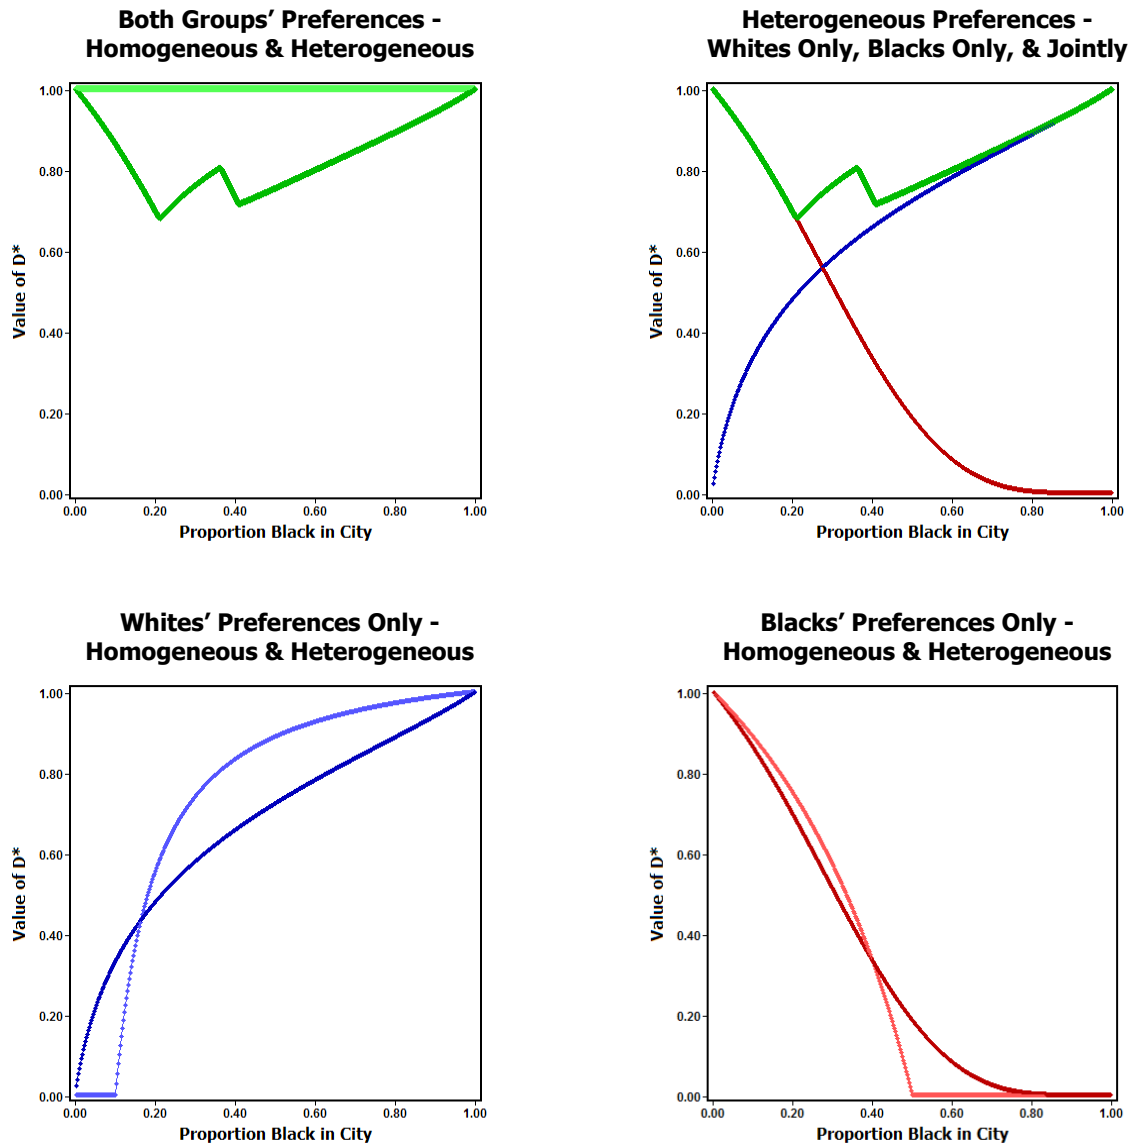 Both Groups’ Preferences -
Homogeneous & Heterogeneous
1.00
0.80
0.60
0.40
0.20
0.00
Value of D*
0.00 0.20 0.40 0.60 0.80 1.00
Proportion Black in City
Heterogeneous Preferences -
Whites Only, Blacks Only, & Jointly
1.00
0.80
0.60
0.40
0.20
0.00
Value of D*
0.00 0.20 0.40 0.60 0.80 1.00
Proportion Black in City
Whites’ Preferences Only -
Homogeneous & Heterogeneous
1.00
0.80
0.60
0.40
0.20
0.00
Value of D*
0.00 0.20 0.40 0.60 0.80 1.00
Proportion Black in City
Blacks’ Preferences Only -
Homogeneous & Heterogeneous
1.00
0.80
0.60
0.40
0.20
0.00
Value of D*
0.00 0.20 0.40 0.60 0.80 1.00
Proportion Black in City